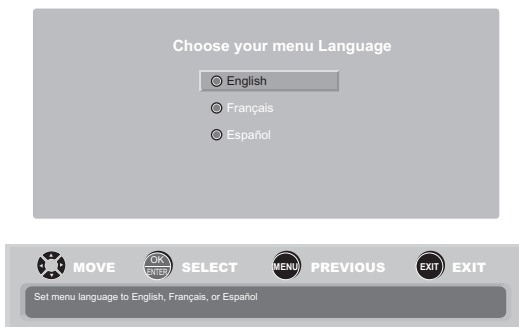 Choose your menu Language
English
Français
Español
MOVE OK ENTER SELECT MENU PREVIOUS EXIT EXIT
Set menu language to English, Français, or Español